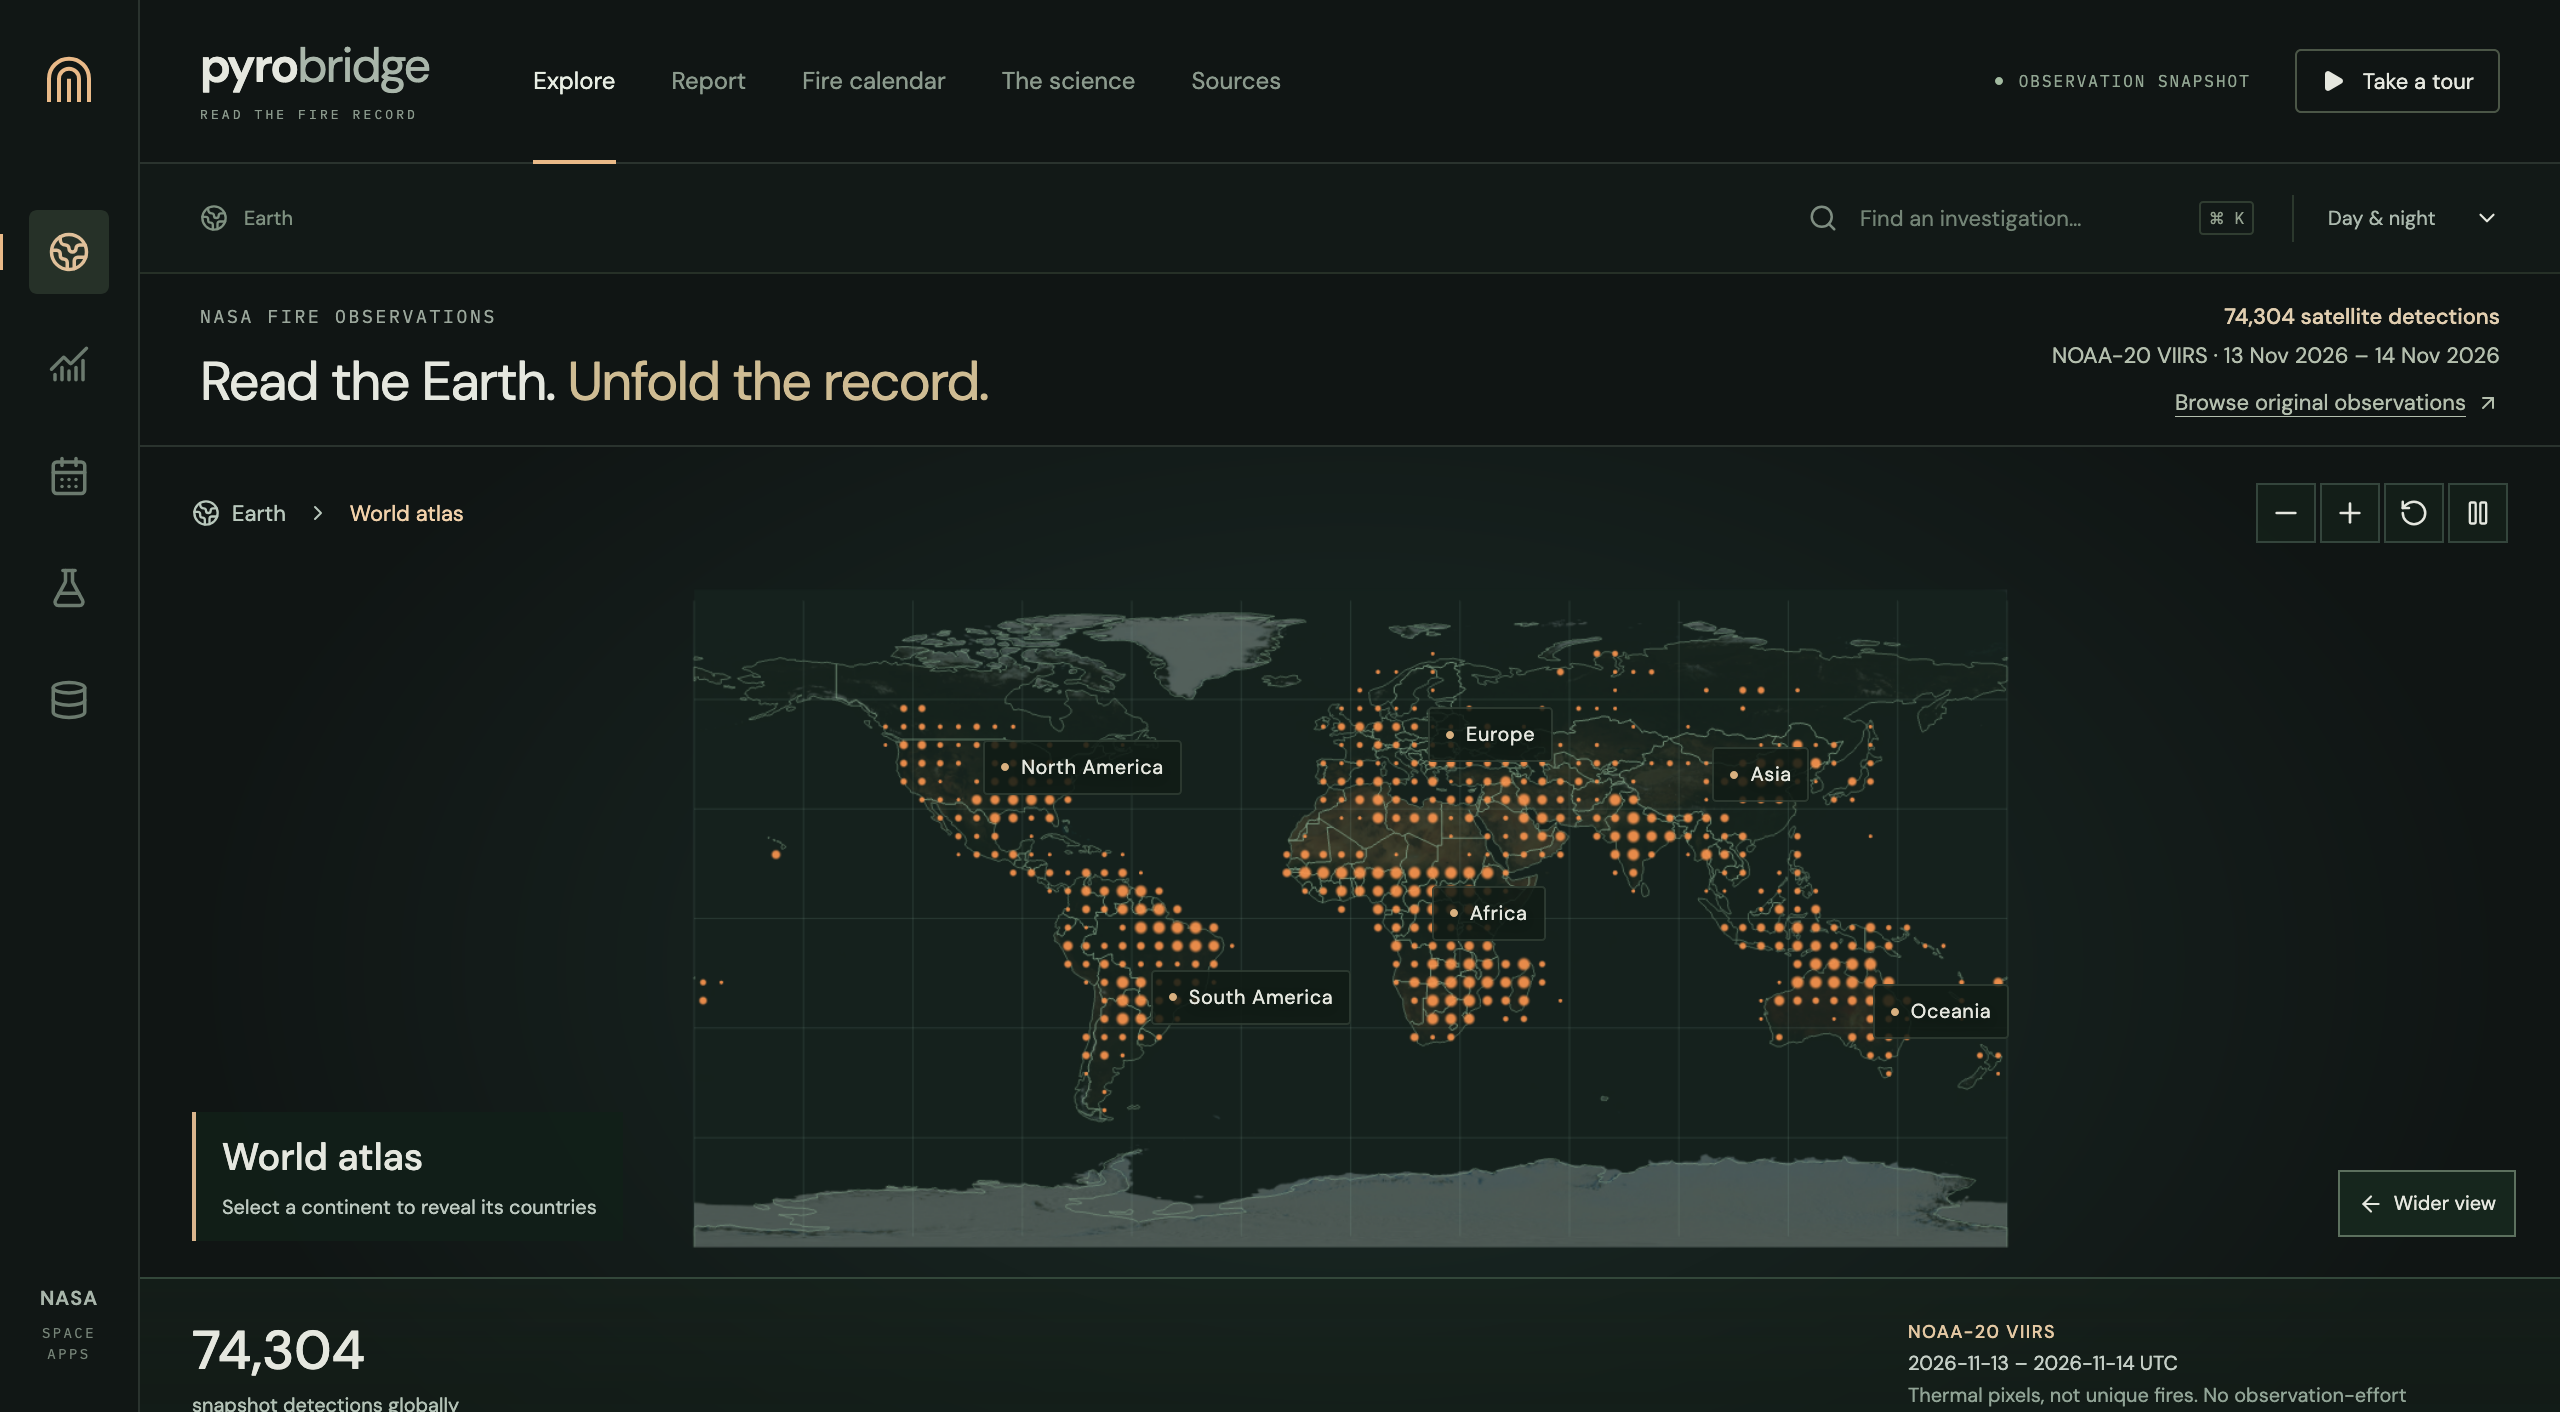 pyrobridge
READ THE FIRE RECORD
Explore
Report
Fire calendar
The science
Sources
OBSERVATION SNAPSHOT
Take a tour
Earth
Find an investigation...
⌘ K
Day & night
NASA FIRE OBSERVATIONS
Read the Earth. Unfold the record.
74,304 satellite detections
NOAA-20 VIIRS · 13 Nov 2026 – 14 Nov 2026
Browse original observations
Earth
World atlas
Europe
North America
Asia
Africa
South America
Oceania
World atlas
Select a continent to reveal its countries
Wider view
NASA
SPACE
APPS
74,304
snapshot detections globally
NOAA-20 VIIRS
2026-11-13 – 2026-11-14 UTC
Thermal pixels, not unique fires. No observation-effort